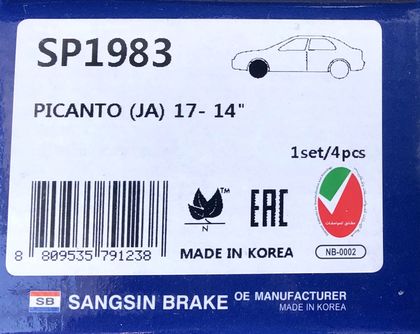 SP1983
PICANTO (JA) 17- 14"
1set/4pcs
TM
N
EAC
8 809535 791238
MADE IN KOREA
NB-0002
SB SANGSIN BRAKE OE MANUFACTURER
MADE IN KOREA